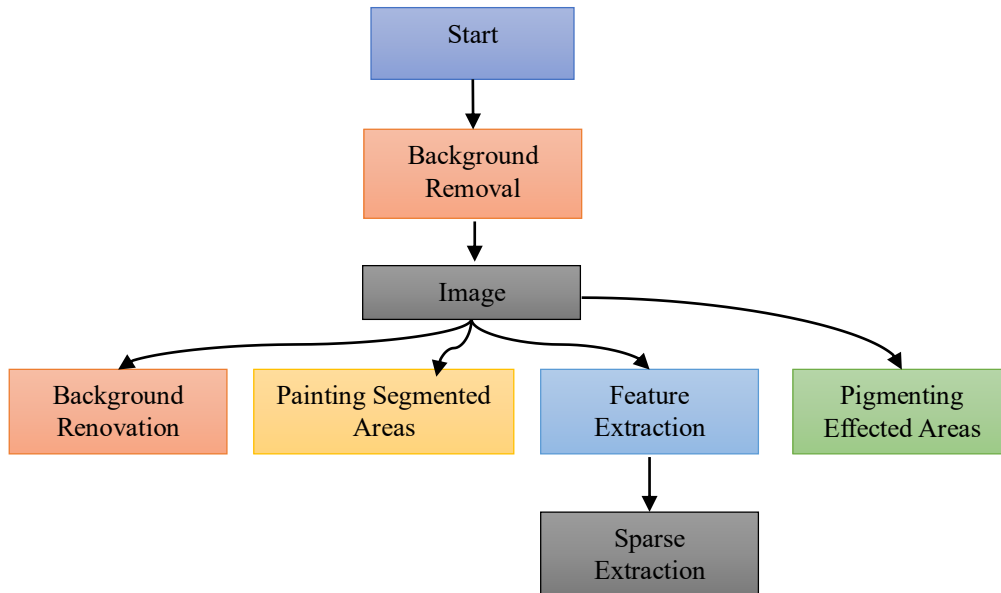 Start
Background
Removal
Image
Background
Renovation
Painting Segmented
Areas
Feature
Extraction
Pigmenting
Effected Areas
Sparse
Extraction